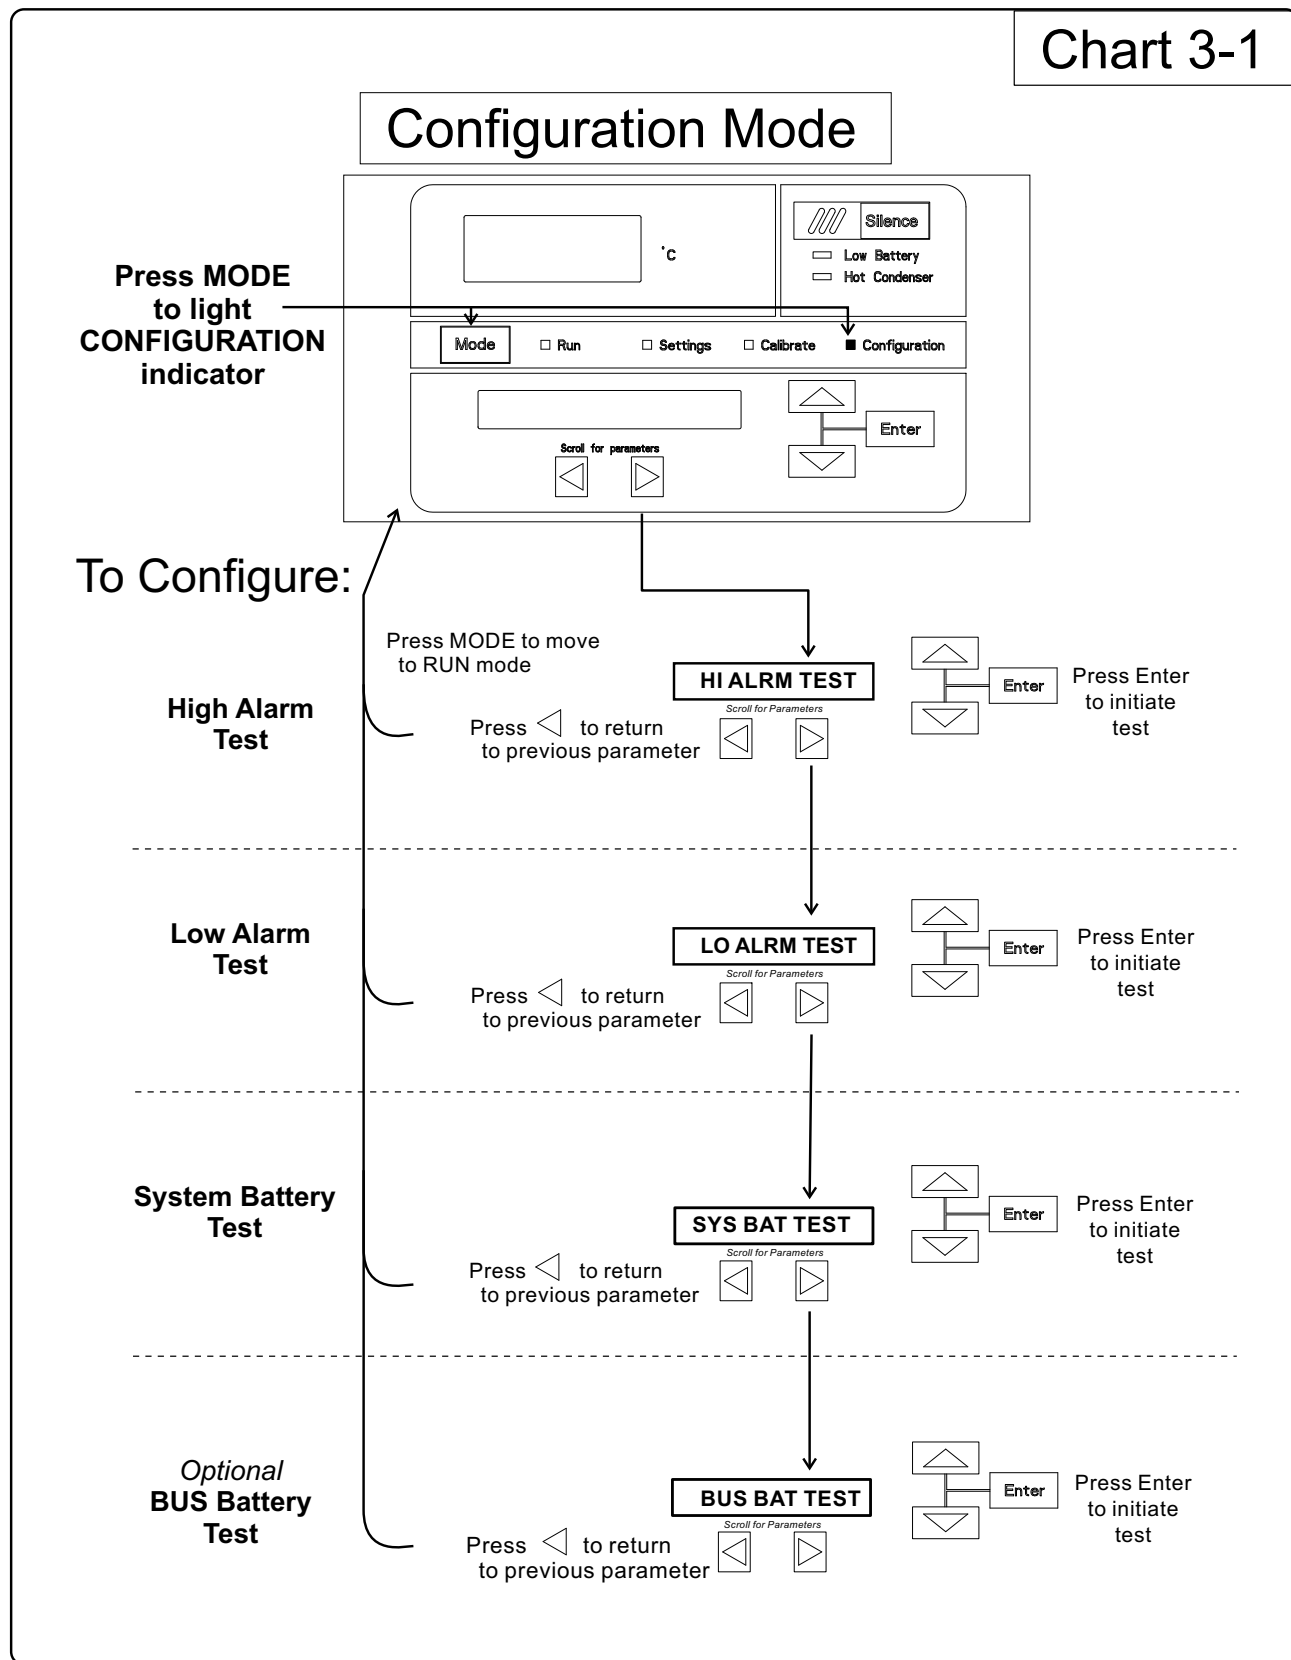 Chart 3-1
Configuration Mode
Silence
°C
Low Battery
Hot Condenser
Press MODE
to light
CONFIGURATION
indicator
Mode
Run
Settings
Calibrate
Configuration
Enter
Scroll for parameters
To Configure:
Press MODE to move
to RUN mode
High Alarm
Test
HI ALRM TEST
Scroll for Parameters
Press to return
to previous parameter
Enter
Press Enter
to initiate
test
Low Alarm
Test
LO ALRM TEST
Scroll for Parameters
Press to return
to previous parameter
Enter
Press Enter
to initiate
test
System Battery
Test
SYS BAT TEST
Scroll for Parameters
Press to return
to previous parameter
Enter
Press Enter
to initiate
test
Optional
BUS Battery
Test
BUS BAT TEST
Scroll for Parameters
Press to return
to previous parameter
Enter
Press Enter
to initiate
test